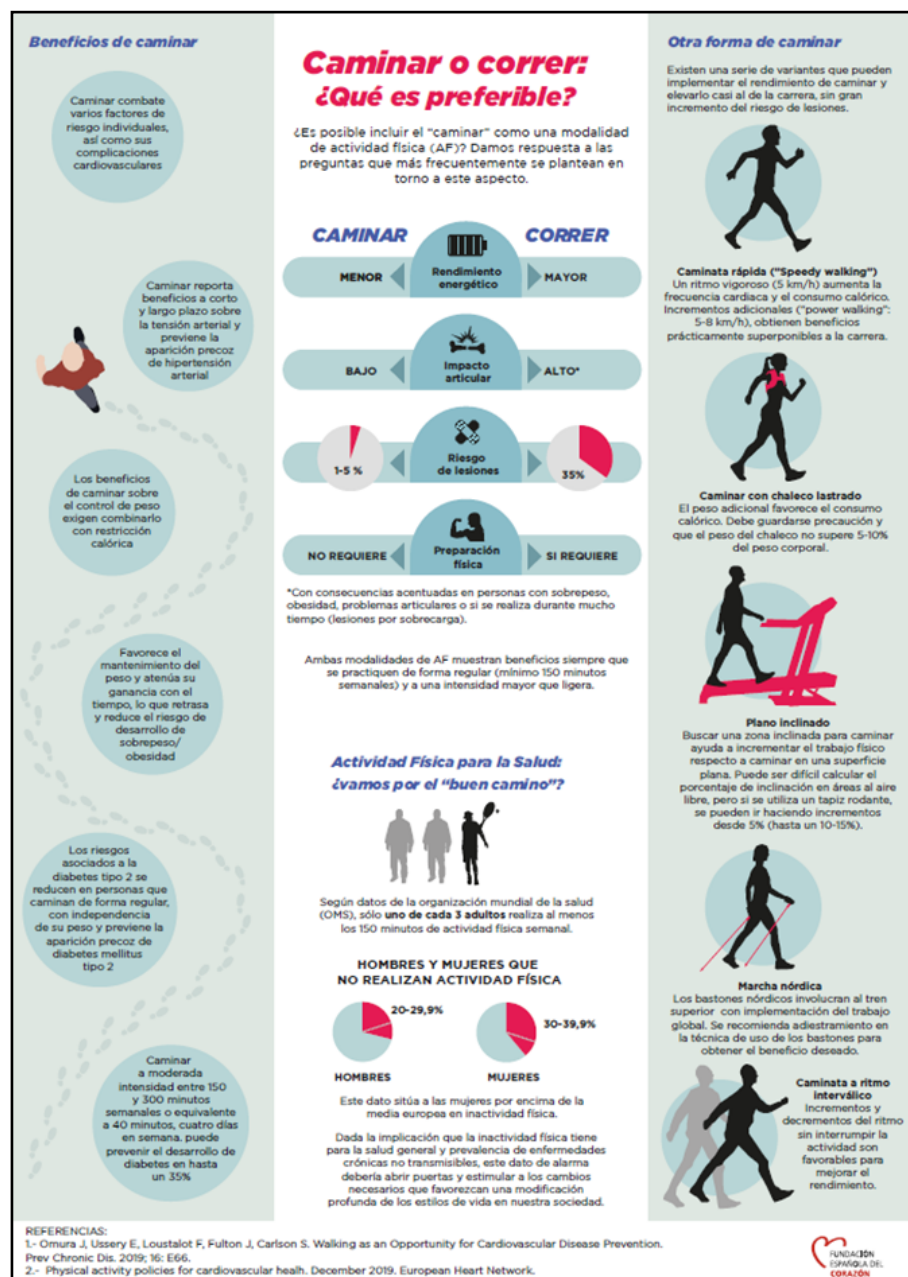 Beneficios de caminar
Caminar combate
varios factores de
riesgo individuales,
así como sus
complicaciones
cardiovasculares
Caminar reporta
beneficios a corto
y largo plazo sobre
la tensión arterial y
previene la
aparición precoz
de hipertensión
arterial
Los beneficios
de caminar sobre
el control de peso
exigen combinarlo
con restricción
calórica
Favorece el
mantenimiento del
peso y atenúa su
ganancia con el
tiempo, lo que retrasa
y reduce el riesgo de
desarrollo de
sobrepeso/
obesidad
Los riesgos
asociados a la
diabetes tipo 2 se
reducen en personas que
caminan de forma regular,
con independencia
de su peso y previene la
aparición precoz de
diabetes mellitus
tipo 2
Caminar
a moderada
intensidad entre 150
y 300 minutos
semanales o equivalente
a 40 minutos, cuatro días
en semana. puede
prevenir el desarrollo de
diabetes en hasta
un 35%
Caminar o correr:
¿Qué es preferible?
¿Es posible incluir el "caminar" como una modalidad
de actividad física (AF)? Damos respuesta a las
preguntas que más frecuentemente se plantean en
torno a este aspecto.
CAMINAR CORRER
MENOR Rendimiento energético MAYOR
BAJO Impacto articular ALTO*
1-5 % Riesgo de lesiones 35%
NO REQUIERE Preparación física SI REQUIERE
*Con consecuencias acentuadas en personas con sobrepeso,
obesidad, problemas articulares o si se realiza durante mucho
tiempo (lesiones por sobrecarga).
Ambas modalidades de AF muestran beneficios siempre que
se practiquen de forma regular (mínimo 150 minutos
semanales) y a una intensidad mayor que ligera.
Actividad Física para la Salud:
¿vamos por el "buen camino"?
Según datos de la organización mundial de la salud
(OMS), sólo uno de cada 3 adultos realiza al menos
los 150 minutos de actividad física semanal.
HOMBRES Y MUJERES QUE
NO REALIZAN ACTIVIDAD FÍSICA
20-29,9%
30-39,9%
HOMBRES MUJERES
Este dato sitúa a las mujeres por encima de la
media europea en inactividad física.
Dada la implicación que la inactividad física tiene
para la salud general y prevalencia de enfermedades
crónicas no transmisibles, este dato de alarma
debería abrir puertas y estimular a los cambios
necesarios que favorezcan una modificación
profunda de los estilos de vida en nuestra sociedad.
Otra forma de caminar
Existen una serie de variantes que pueden
implementar el rendimiento de caminar y
elevarlo casi al de la carrera, sin gran
incremento del riesgo de lesiones.
Caminata rápida ("Speedy walking")
Un ritmo vigoroso (5 km/h) aumenta la
frecuencia cardiaca y el consumo calórico.
Incrementos adicionales ("power walking":
5-8 km/h), obtienen beneficios
prácticamente superponibles a la carrera.
Caminar con chaleco lastrado
El peso adicional favorece el consumo
calórico. Debe guardarse precaución y
que el peso del chaleco no supere 5-10%
del peso corporal.
Plano inclinado
Buscar una zona inclinada para caminar
ayuda a incrementar el trabajo físico
respecto a caminar en una superficie
plana. Puede ser difícil calcular el
porcentaje de inclinación en áreas al aire
libre, pero si se utiliza un tapiz rodante,
se pueden ir haciendo incrementos
desde 5% (hasta un 10-15%).
Marcha nórdica
Los bastones nórdicos involucran al tren
superior con implementación del trabajo
global. Se recomienda adiestramiento en
la técnica de uso de los bastones para
obtener el beneficio deseado.
Caminata a ritmo
interválico
Incrementos y
decrementos del ritmo
sin interrumpir la
actividad son
favorables para
mejorar el
rendimiento.
REFERENCIAS:
1.- Omura J, Ussery E, Loustalot F, Fulton J, Carlson S. Walking as an Opportunity for Cardiovascular Disease Prevention.
Prev Chronic Dis. 2019; 16: E66.
2.- Physical activity policies for cardiovascular healh. December 2019. European Heart Network.
FUNDACIÓN
ESPAÑOLA DEL
CORAZÓN